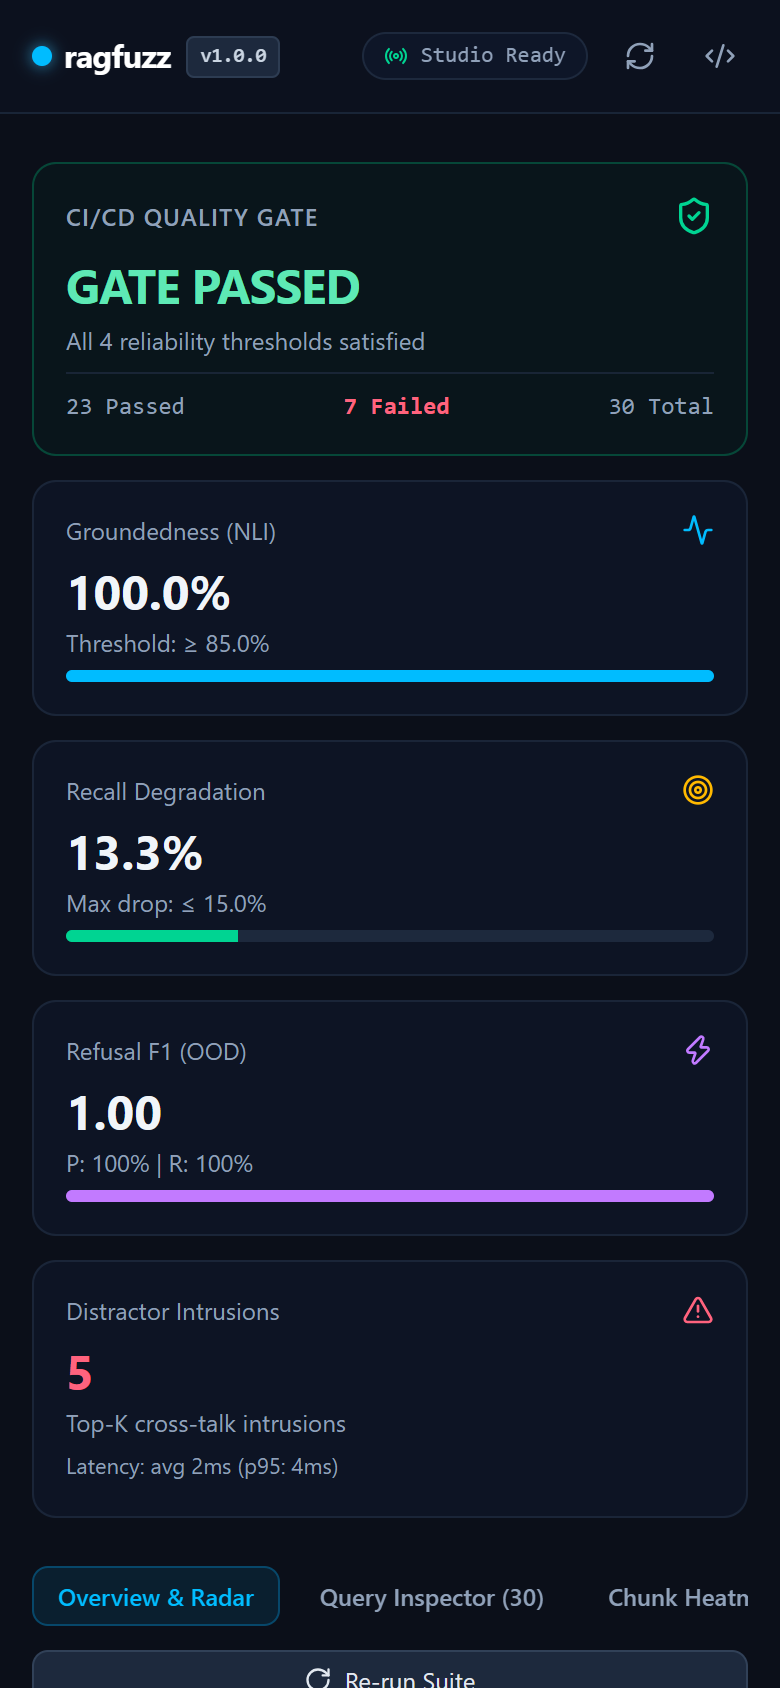 ragfuzz v1.0.0 Studio Ready
CI/CD QUALITY GATE
GATE PASSED
All 4 reliability thresholds satisfied
23 Passed 7 Failed 30 Total
Groundedness (NLI)
100.0%
Threshold: ≥ 85.0%
Recall Degradation
13.3%
Max drop: ≤ 15.0%
Refusal F1 (OOD)
1.00
P: 100% | R: 100%
Distractor Intrusions
5
Top-K cross-talk intrusions
Latency: avg 2ms (p95: 4ms)
Overview & Radar Query Inspector (30) Chunk Heatn
Re-run Suite